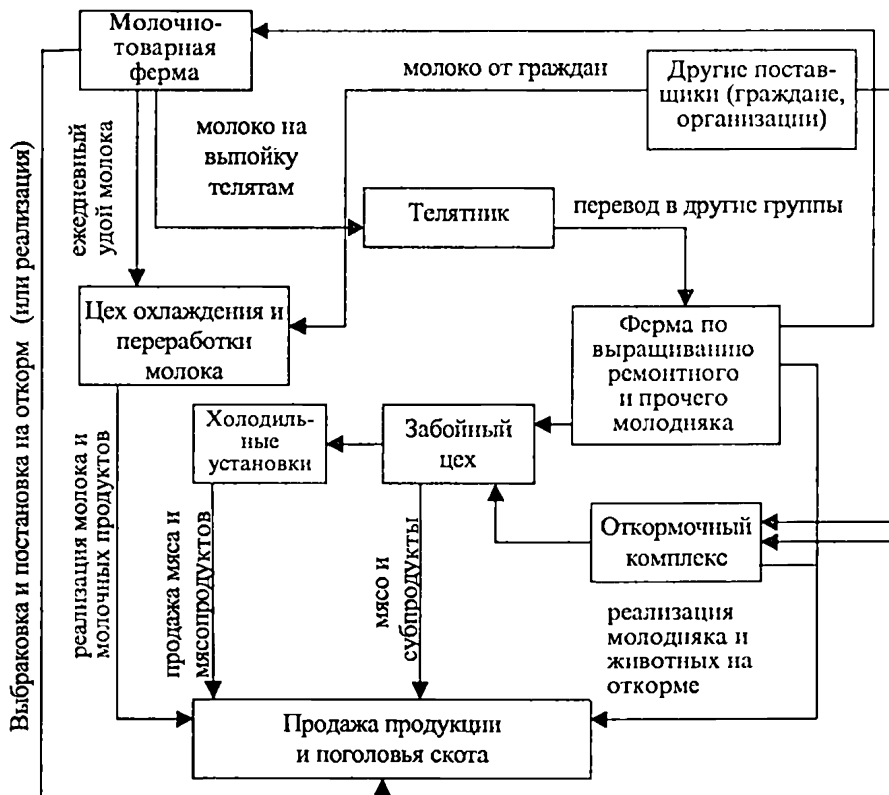 Молочно-
товарная
ферма
молоко от граждан
Другие постав-
щики (граждане,
организации)
ежедневный
удой молока
молоко на
выпойку
телятам
Телятник
перевод в другие группы
Цех охлаждения и
переработки
молока
Ферма по
выращиванию
ремонтного
и прочего
молодняка
Холодиль-
ные
установки
Забойный
цех
Откормочный
комплекс
Выбраковка и постановка на откорм (или реализация)
реализация молока и
молочных продуктов
продажа мяса и
мясопродуктов
мясо и
субпродукты
реализация
молодняка и
животных на
откорме
Продажа продукции
и поголовья скота